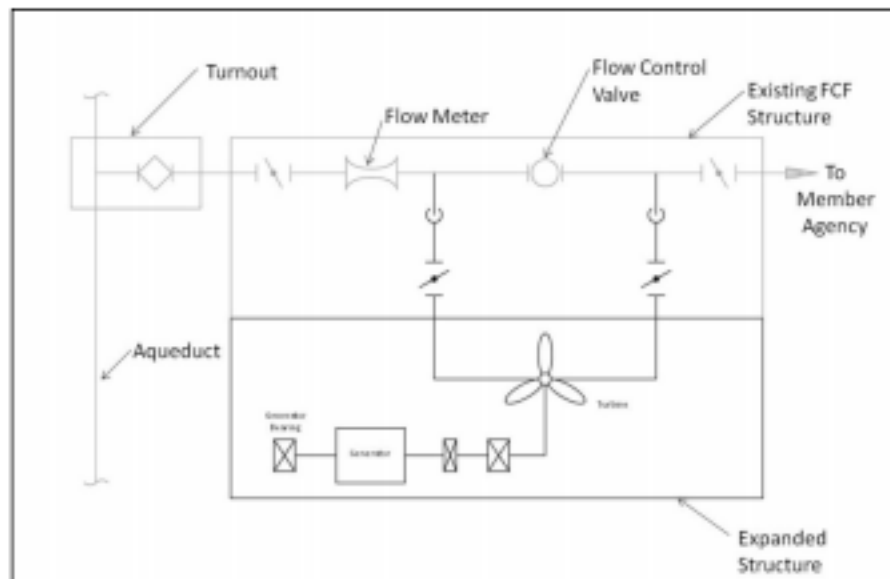 Turnout
Flow Control
Valve
Existing FCF
Structure
Flow Meter
To
Member
Agency
Aqueduct
Generator
Bearing
Generator
Turbine
Expanded
Structure